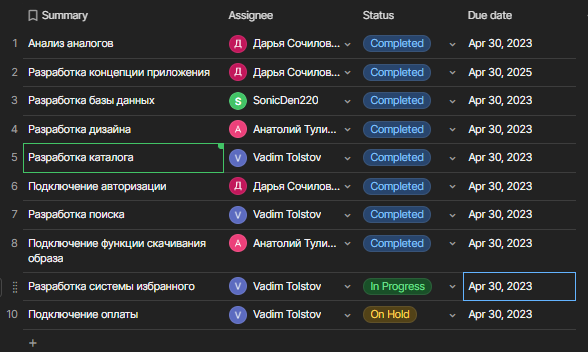 Summary Assignee Status Due date
1 Анализ аналогов Д Дарья Сочилов... Completed Apr 30, 2023
2 Разработка концепции приложения Д Дарья Сочилов... Completed Apr 30, 2025
3 Разработка базы данных S SonicDen220 Completed Apr 30, 2023
4 Разработка дизайна А Анатолий Тули... Completed Apr 30, 2023
5 Разработка каталога V Vadim Tolstov Completed Apr 30, 2023
6 Подключение авторизации Д Дарья Сочилов... Completed Apr 30, 2023
7 Разработка поиска V Vadim Tolstov Completed Apr 30, 2023
8 Подключение функции скачивания А Анатолий Тули... Completed Apr 30, 2023
образа
Разработка системы избранного V Vadim Tolstov In Progress Apr 30, 2023
10 Подключение оплаты V Vadim Tolstov On Hold Apr 30, 2023
+